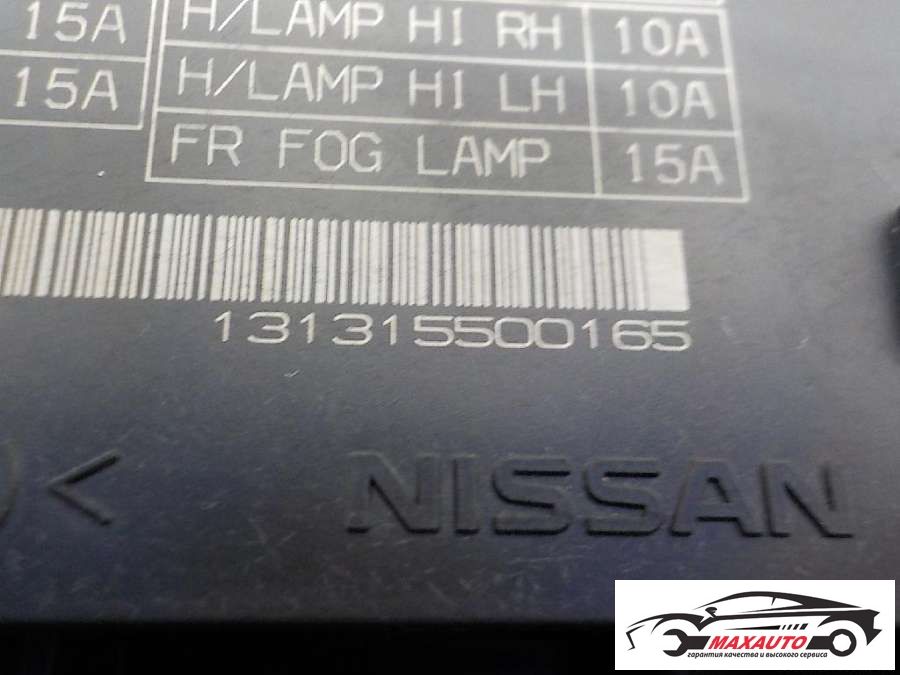 15A H/LAMP HI RH 10A
15A H/LAMP HI LH 10A
FR FOG LAMP 15A
131315500165
<
NISSAN
MAXAUTO
гарантия качества и высокого сервиса